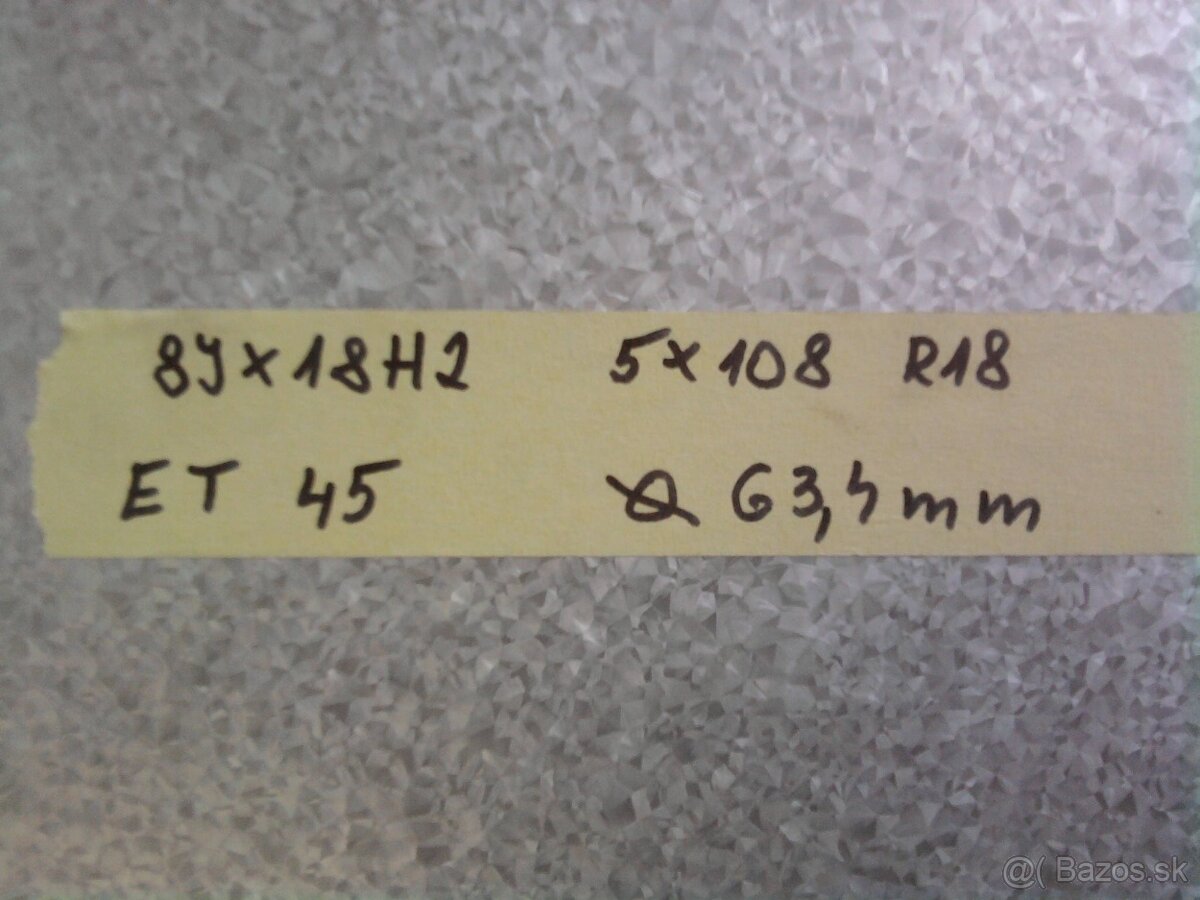 8J×18H2 5×108 R18
ET 45 Ø 63,4mm
@( Bazos.sk